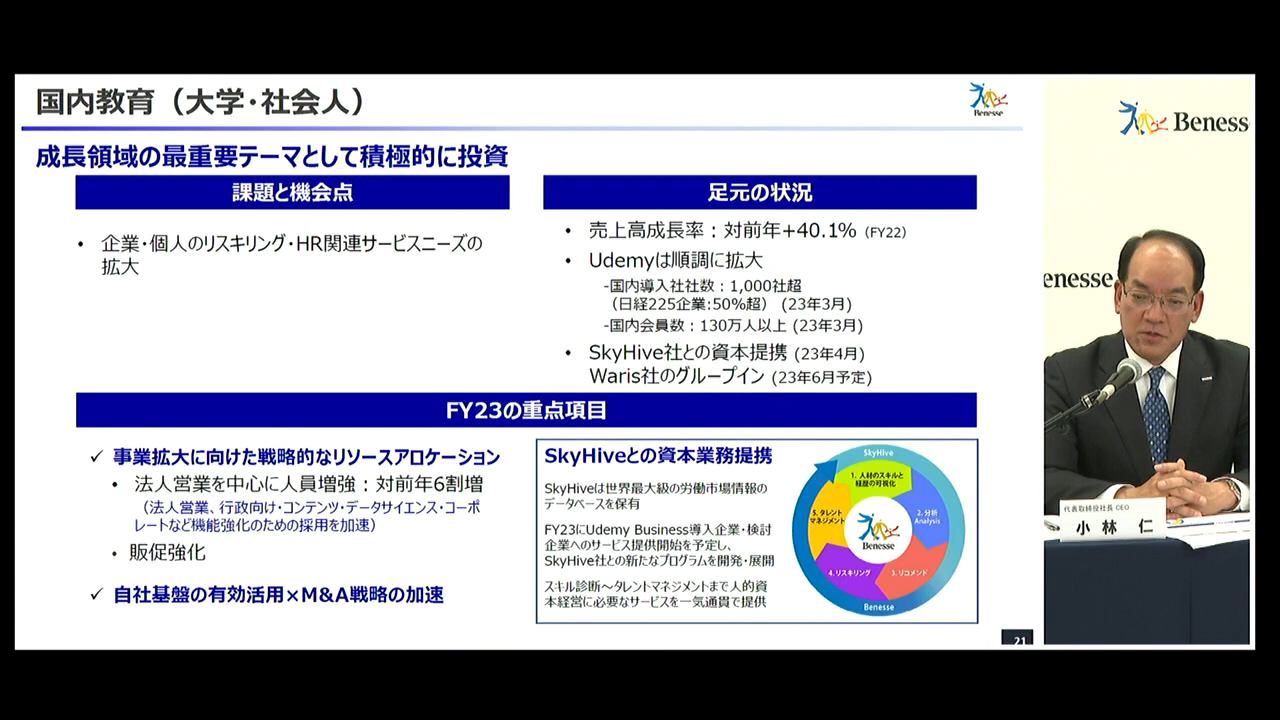 国内教育（大学・社会人）
Benesse
成長領域の最重要テーマとして積極的に投資
課題と機会点
• 企業・個人のリスキリング・HR関連サービスニーズの
拡大
足元の状況
• 売上高成長率：対前年+40.1% (FY22)
• Udemyは順調に拡大
-国内導入社社数：1,000社超
（日経225企業:50%超） (23年3月)
-国内会員数：130万人以上 (23年3月)
• SkyHive社との資本提携 (23年4月)
Waris社のグループイン (23年6月予定)
FY23の重点項目
✓ 事業拡大に向けた戦略的なリソースアロケーション
• 法人営業を中心に人員増強：対前年6割増
（法人営業、行政向け・コンテンツ・データサイエンス・コーポ
レートなど機能強化のための採用を加速）
• 販促強化
✓ 自社基盤の有効活用×M&A戦略の加速
SkyHiveとの資本業務提携
SkyHiveは世界最大級の労働市場情報の
データベースを保有
FY23にUdemy Business導入企業・検討
企業へのサービス提供開始を予定し、
SkyHive社との新たなプログラムを開発・展開
スキル診断～タレントマネジメントまで人的資
本経営に必要なサービスを一気通貫で提供
SkyHive
1. 人材のスキルと
経歴の可視化
2. 分析
Analysis
3. リコメンド
4. リスキリング
5. タレント
マネジメント
Benesse
Benesse
21
Beness
enesse
代表取締役社長 CEO
小林 仁